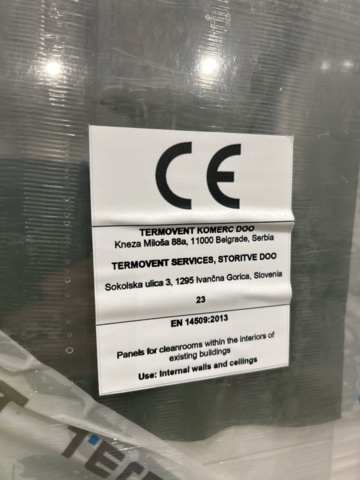 CE
TERMOVENT KOMERC DOO
Kneza Miloša 88a, 11000 Belgrade, Serbia
TERMOVENT SERVICES, STORITVE DOO
Sokolska ulica 3, 1295 Ivančna Gorica, Slovenia
23
EN 14509:2013
Panels for cleanrooms within the interiors of
existing buildings
Use: Internal walls and ceilings